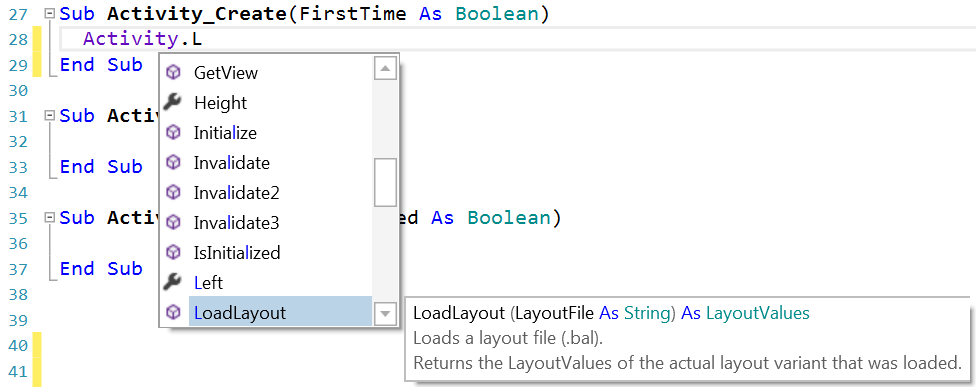 27 Sub Activity_Create(FirstTime As Boolean)
28 Activity.L
29 End Sub
GetView
30
Height
31 Sub Activ
Initialize
32
Invalidate
33 End Sub
Invalidate2
34
Invalidate3
35 Sub Activ ed As Boolean)
36
IsInitialized
37 End Sub
Left
38
LoadLayout
39
LoadLayout (LayoutFile As String) As LayoutValues
40
Loads a layout file (.bal).
41
Returns the LayoutValues of the actual layout variant that was loaded.